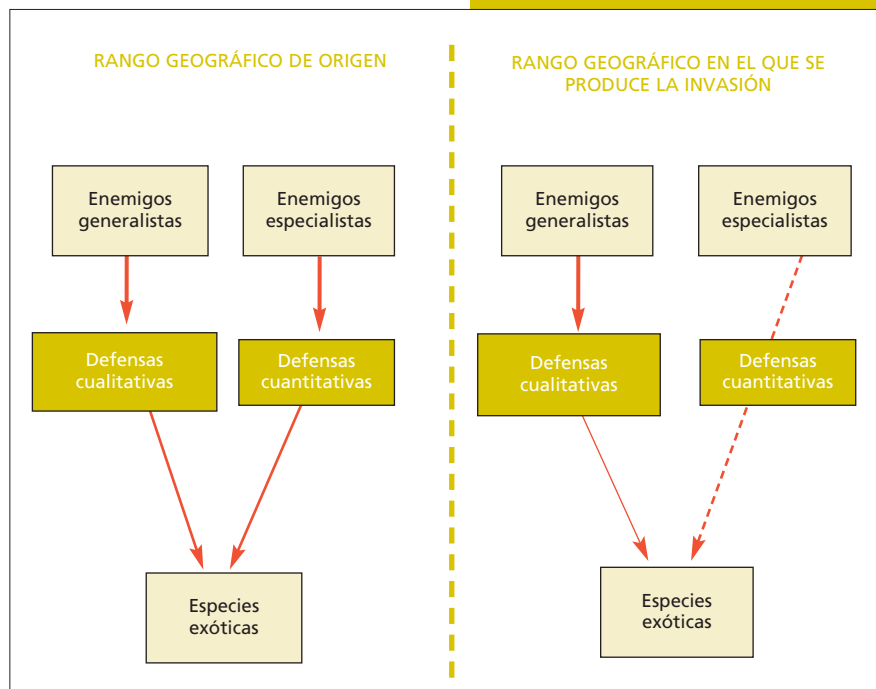 RANGO GEOGRÁFICO DE ORIGEN
Enemigos
generalistas
Enemigos
especialistas
Defensas
cualitativas
Defensas
cuantitativas
Especies
exóticas
RANGO GEOGRÁFICO EN EL QUE SE
PRODUCE LA INVASIÓN
Enemigos
generalistas
Enemigos
especialistas
Defensas
cualitativas
Defensas
cuantitativas
Especies
exóticas